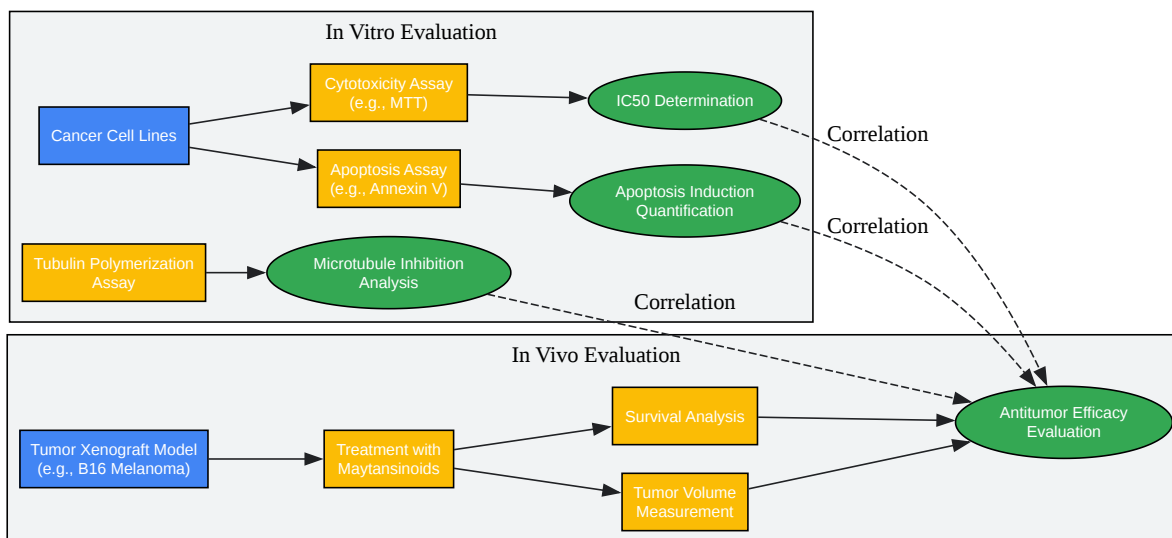 In Vitro Evaluation
Cytotoxicity Assay
(e.g., MTT)
IC50 Determination
Cancer Cell Lines
Correlation
Apoptosis Assay
(e.g., Annexin V)
Apoptosis Induction
Quantification
Correlation
Tubulin Polymerization
Assay
Microtubule Inhibition
Analysis
Correlation
In Vivo Evaluation
Survival Analysis
Antitumor Efficacy
Evaluation
Tumor Xenograft Model
(e.g., B16 Melanoma)
Treatment with
Maytansinoids
Tumor Volume
Measurement